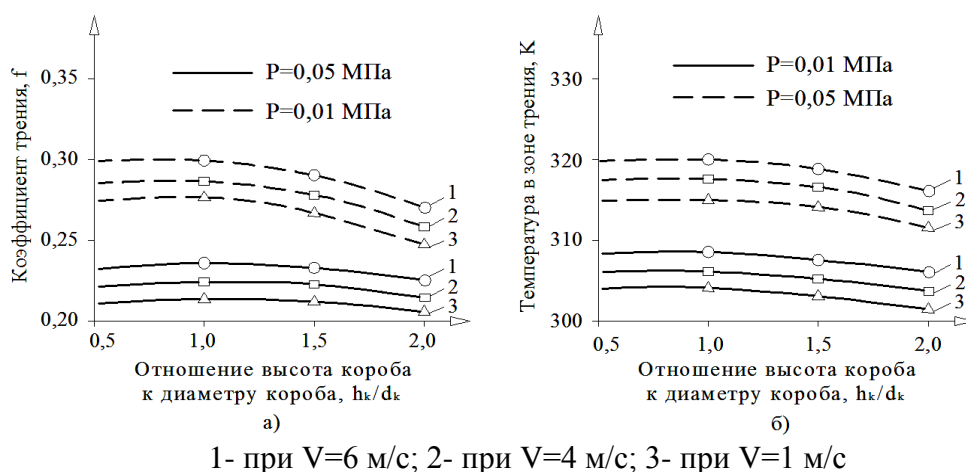 Коэффициент трения, f
0,35
0,30
0,25
0,20
P=0,05 МПа
P=0,01 МПа
1
2
3
1
2
3
0,5 1,0 1,5 2,0
Отношение высота короба
к диаметру короба, hₖ/dₖ
а)
Температура в зоне трения, К
330
320
310
300
P=0,01 МПа
P=0,05 МПа
1
2
3
1
2
3
0,5 1,0 1,5 2,0
Отношение высота короба
к диаметру короба, hₖ/dₖ
б)
1- при V=6 м/с; 2- при V=4 м/с; 3- при V=1 м/с